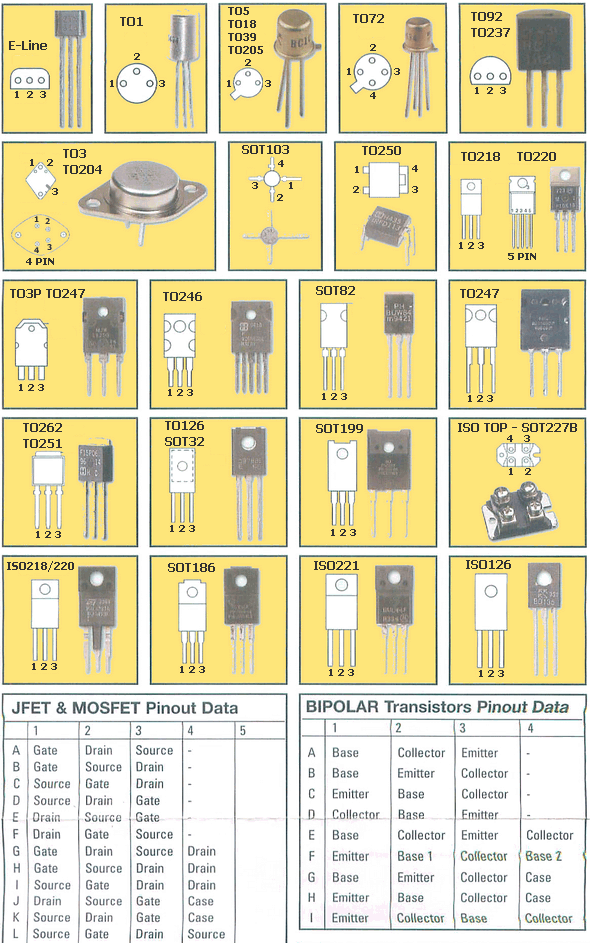 E-Line
1 2 3
TO1
2
1 3
TO5
TO18
TO39
TO205
2
1 3
TO72
2
1 3
4
TO92
TO237
1 2 3
TO3
TO204
1 2
3
1 2
4 3
4 PIN
SOT103
4
3 1
2
TO250
1 4
2 3
TO218 TO220
1 2 3
1 2 3 4 5
5 PIN
TO3P TO247
1 2 3
TO246
1 2 3
SOT82
PH
BUW84
m9421
1 2 3
TO247
1 2 3
TO262
TO251
1 2 3
TO126
SOT32
1 2 3
SOT199
1 2 3
ISO TOP - SOT227B
4 3
1 2
ISO218/220
1 2 3
SOT186
1 2 3
ISO221
1 2 3
ISO126
1 2 3
JFET & MOSFET Pinout Data
1 2 3 4 5
A Gate Drain Source -
B Gate Source Drain -
C Source Gate Drain -
D Source Drain Gate -
E Drain Source Gate -
F Drain Gate Source -
G Gate Drain Source Drain
H Gate Source Drain Drain
I Source Gate Drain Drain
J Drain Source Gate Case
K Source Drain Gate Case
L Source Gate Drain Source
BIPOLAR Transistors Pinout Data
1 2 3 4
A Base Collector Emitter -
B Base Emitter Collector -
C Emitter Base Collector -
D Collector Base Emitter -
E Base Collector Emitter Collector
F Emitter Base 1 Collector Base 2
G Base Emitter Collector Case
H Emitter Base Collector Case
I Emitter Collector Base Collector